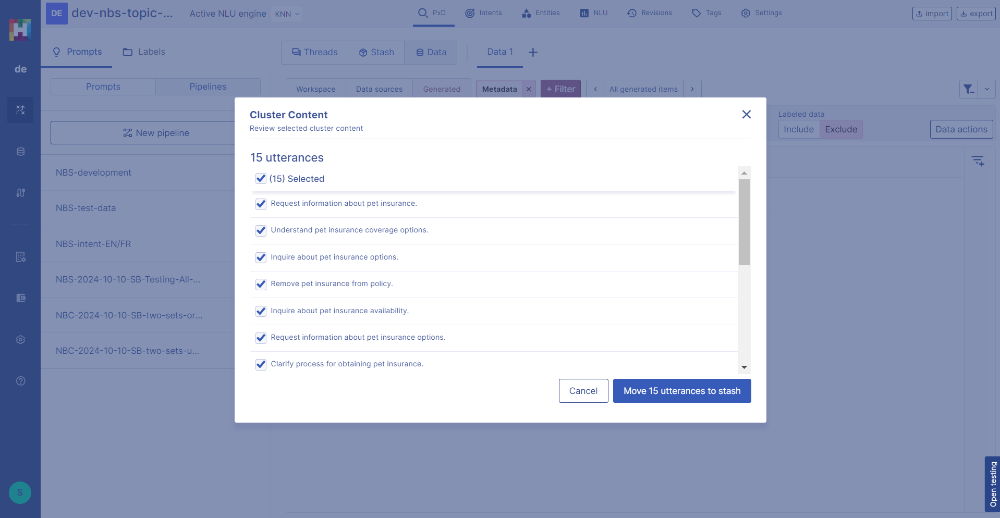 DE dev-nbs-topic-... Active NLU engine KNN PxD Intents Entities NLU Revisions Tags Settings import export
H
de
Prompts Labels Threads Stash Data Data 1
Prompts Pipelines
Workspace Data sources Generated Metadata + Filter All generated items
New pipeline
NBS-development
NBS-test-data
NBS-intent-EN/FR
NBS-2024-10-10-SB-Testing-All-...
NBC-2024-10-10-SB-two-sets-or...
NBC-2024-10-10-SB-two-sets-u...
S
Labeled data
Include Exclude Data actions
Cluster Content
Review selected cluster content
15 utterances
(15) Selected
Request information about pet insurance.
Understand pet insurance coverage options.
Inquire about pet insurance options.
Remove pet insurance from policy.
Inquire about pet insurance availability.
Request information about pet insurance options.
Clarify process for obtaining pet insurance.
Cancel Move 15 utterances to stash
Open testing